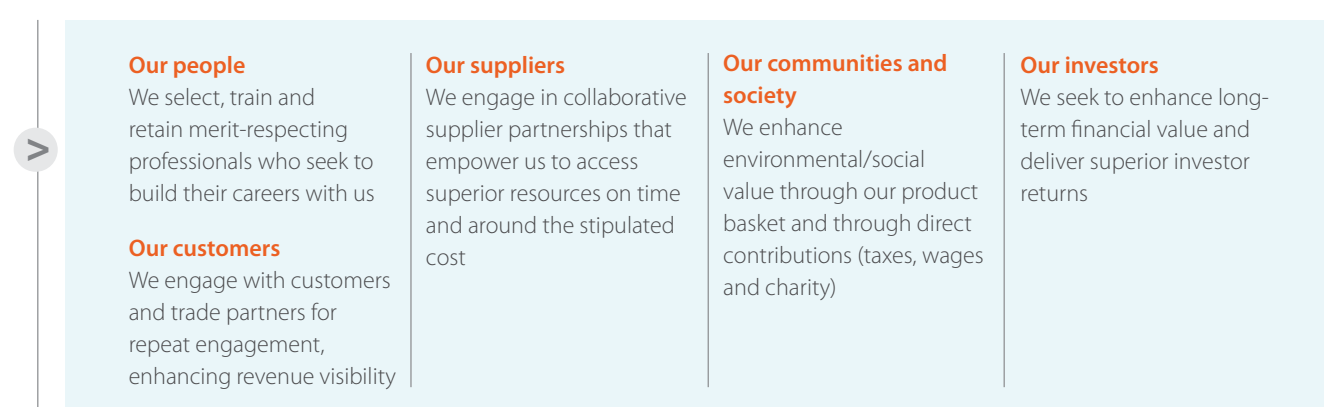 >
Our people
We select, train and
retain merit-respecting
professionals who seek to
build their careers with us
Our customers
We engage with customers
and trade partners for
repeat engagement,
enhancing revenue visibility
Our suppliers
We engage in collaborative
supplier partnerships that
empower us to access
superior resources on time
and around the stipulated
cost
Our communities and
society
We enhance
environmental/social
value through our product
basket and through direct
contributions (taxes, wages
and charity)
Our investors
We seek to enhance long-
term financial value and
deliver superior investor
returns